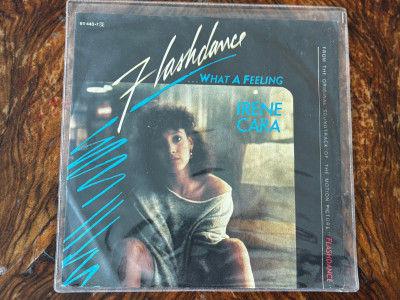 Flashdance
...WHAT A FEELING
IRENE
CARA
FROM THE ORIGINAL SOUNDTRACK OF THE MOTION PICTURE FLASHDANCE